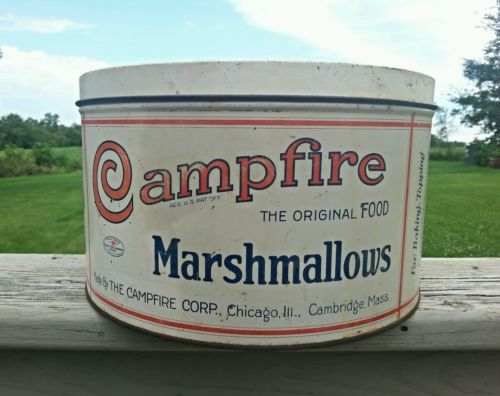 Campfire
REG. U.S. PAT. OFF.
THE ORIGINAL FOOD
Marshmallows
Made By THE CAMPFIRE CORP., Chicago, Ill., Cambridge, Mass.
For Baking, Topping